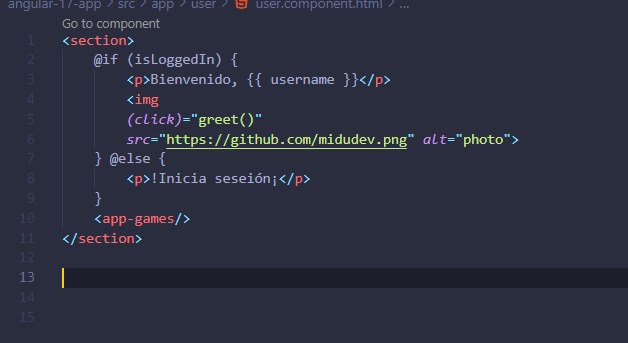 angular-17-app > src > app > user > user.component.html > ...
Go to component
1 <section>
2 @if (isLoggedIn) {
3 <p>Bienvenido, {{ username }}</p>
4 <img
5 (click)="greet()"
6 src="https://github.com/midudev.png" alt="photo">
7 } @else {
8 <p>!Inicia seseión¡</p>
9 }
10 <app-games/>
11 </section>
12
13
14
15